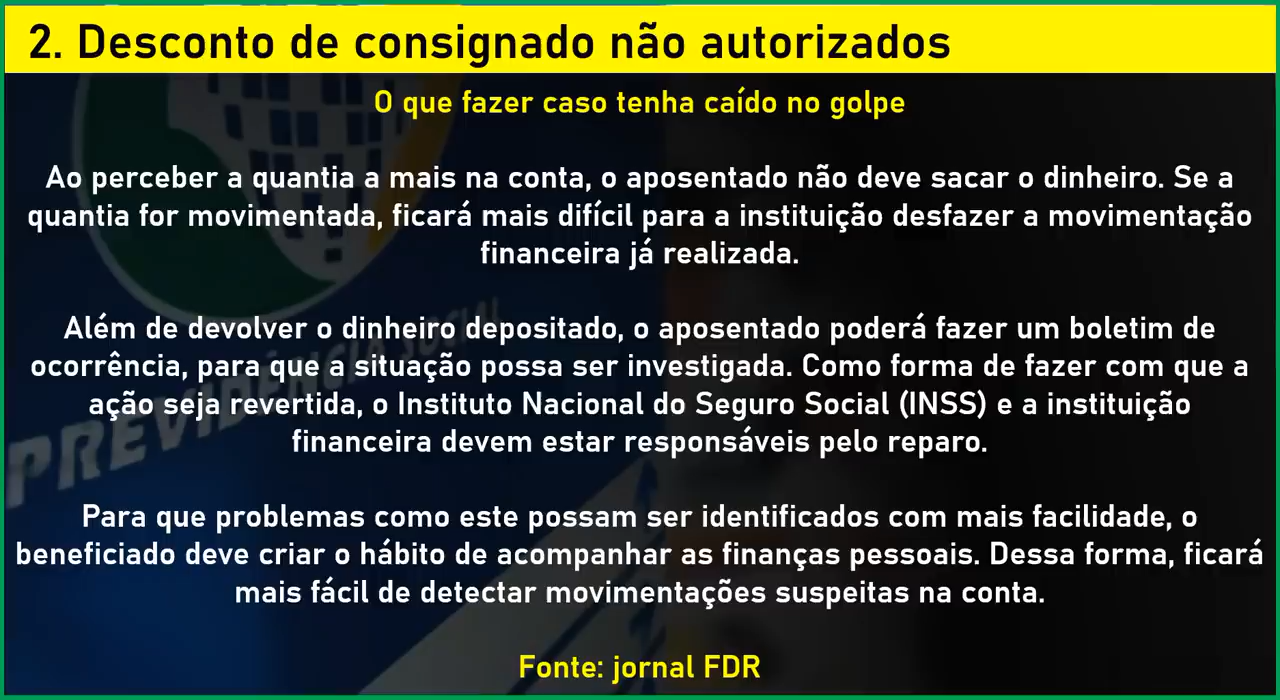 2. Desconto de consignado não autorizados
O que fazer caso tenha caído no golpe
Ao perceber a quantia a mais na conta, o aposentado não deve sacar o dinheiro. Se a
quantia for movimentada, ficará mais difícil para a instituição desfazer a movimentação
financeira já realizada.
Além de devolver o dinheiro depositado, o aposentado poderá fazer um boletim de
ocorrência, para que a situação possa ser investigada. Como forma de fazer com que a
ação seja revertida, o Instituto Nacional do Seguro Social (INSS) e a instituição
financeira devem estar responsáveis pelo reparo.
Para que problemas como este possam ser identificados com mais facilidade, o
beneficiado deve criar o hábito de acompanhar as finanças pessoais. Dessa forma, ficará
mais fácil de detectar movimentações suspeitas na conta.
Fonte: jornal FDR
PREVIDÊNCIA SOCIAL